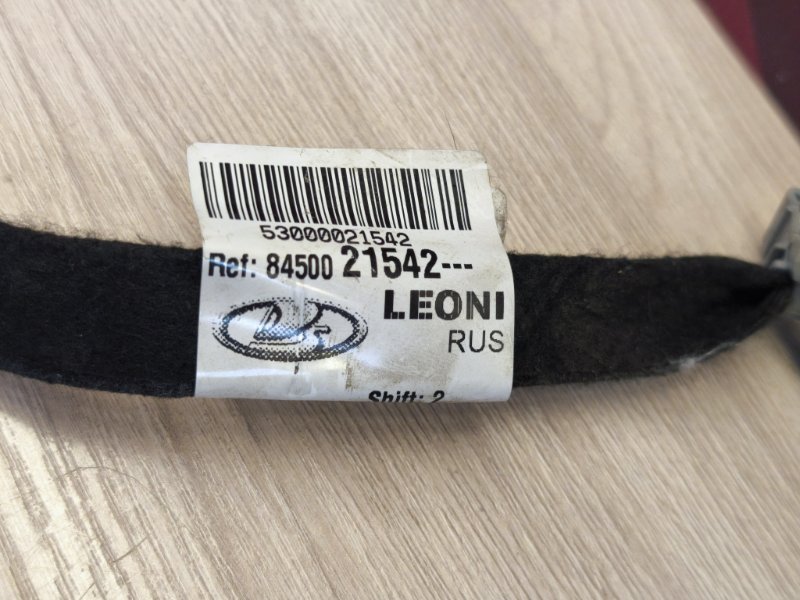 53000021542
Ref: 84500 21542---
LEONI
RUS
Shift: 2